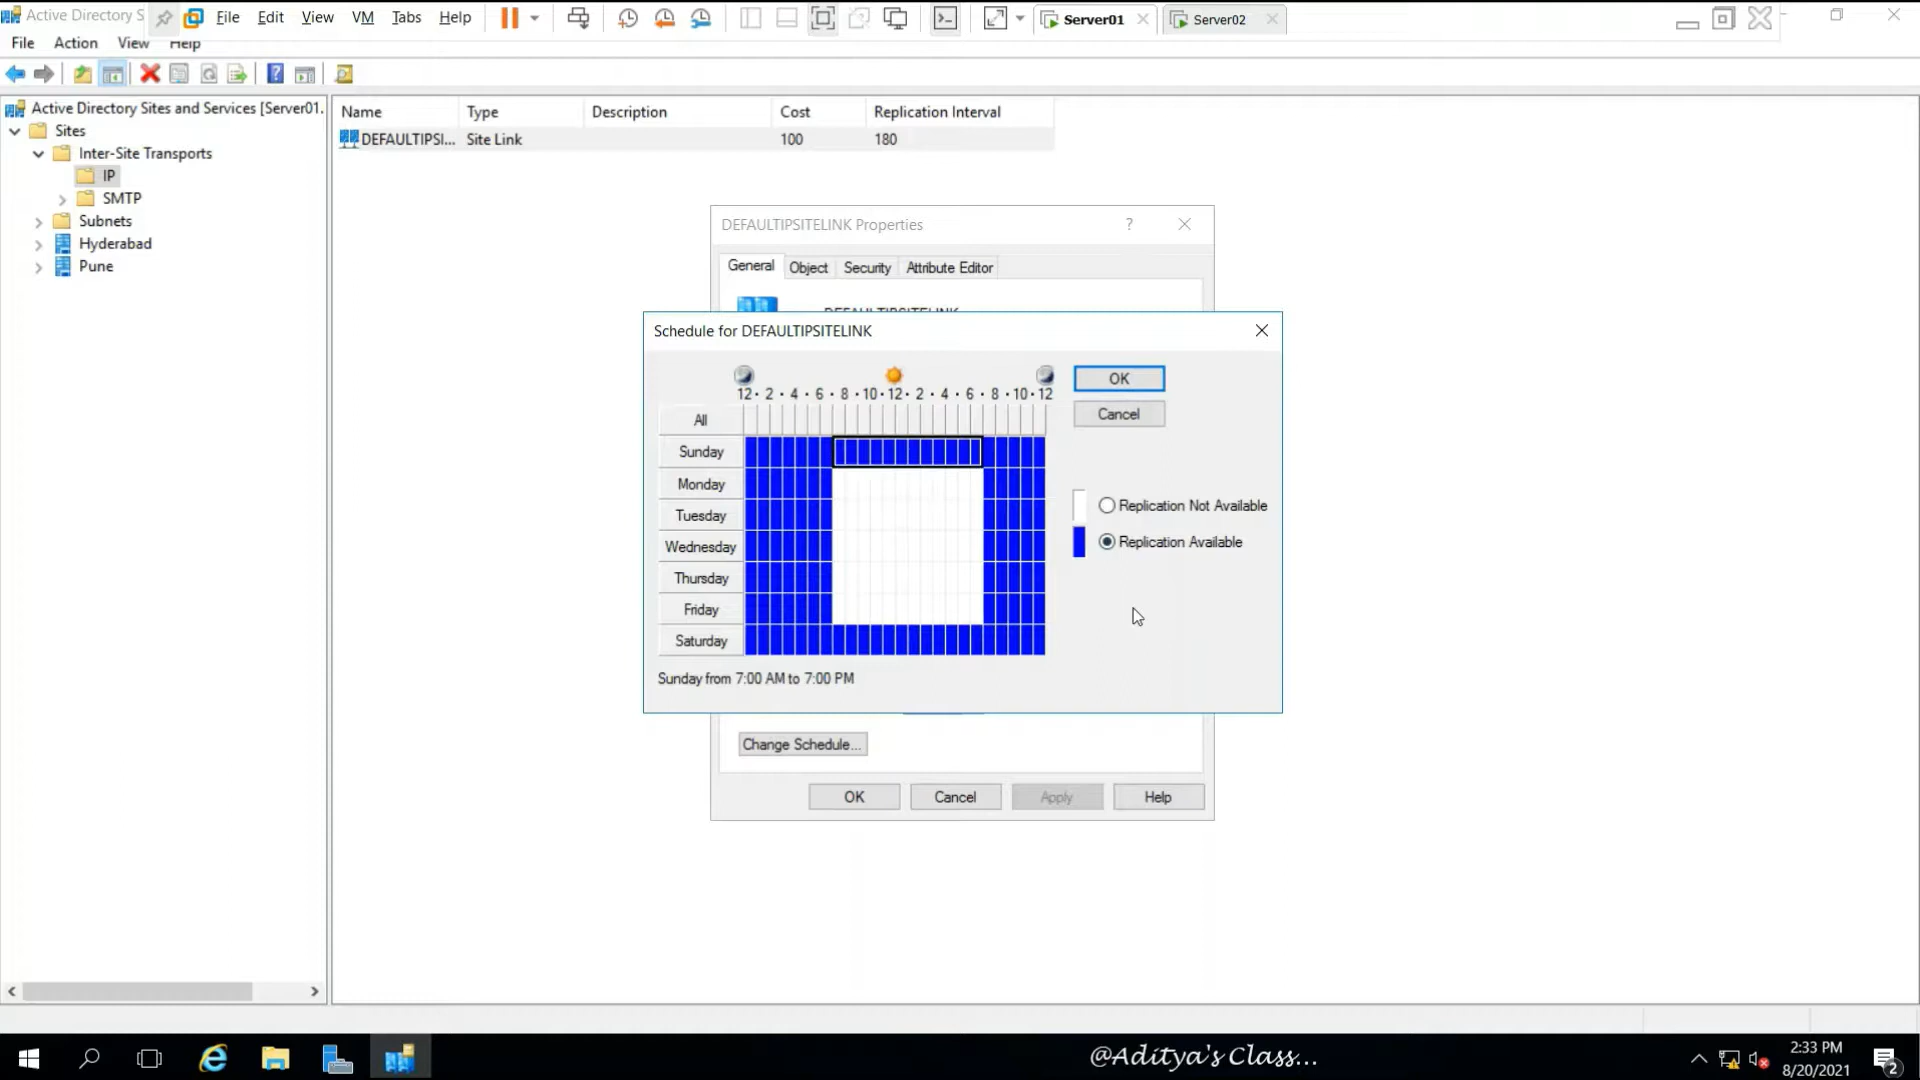 Active Directory S
File Edit View VM Tabs Help
Server01
Server02
File Action View Help
Active Directory Sites and Services [Server01.
Sites
Inter-Site Transports
IP
SMTP
Subnets
Hyderabad
Pune
Name Type Description Cost Replication Interval
DEFAULTIPSI... Site Link 100 180
DEFAULTIPSITELINK Properties
?
General Object Security Attribute Editor
DEFAULTIPSITELINK
Schedule for DEFAULTIPSITELINK
12 · 2 · 4 · 6 · 8 · 10 · 12 · 2 · 4 · 6 · 8 · 10 · 12
All
Sunday
Monday
Tuesday
Wednesday
Thursday
Friday
Saturday
OK
Cancel
Replication Not Available
Replication Available
Sunday from 7:00 AM to 7:00 PM
Change Schedule...
OK Cancel Apply Help
@Aditya's Class...
2:33 PM
8/20/2021
2